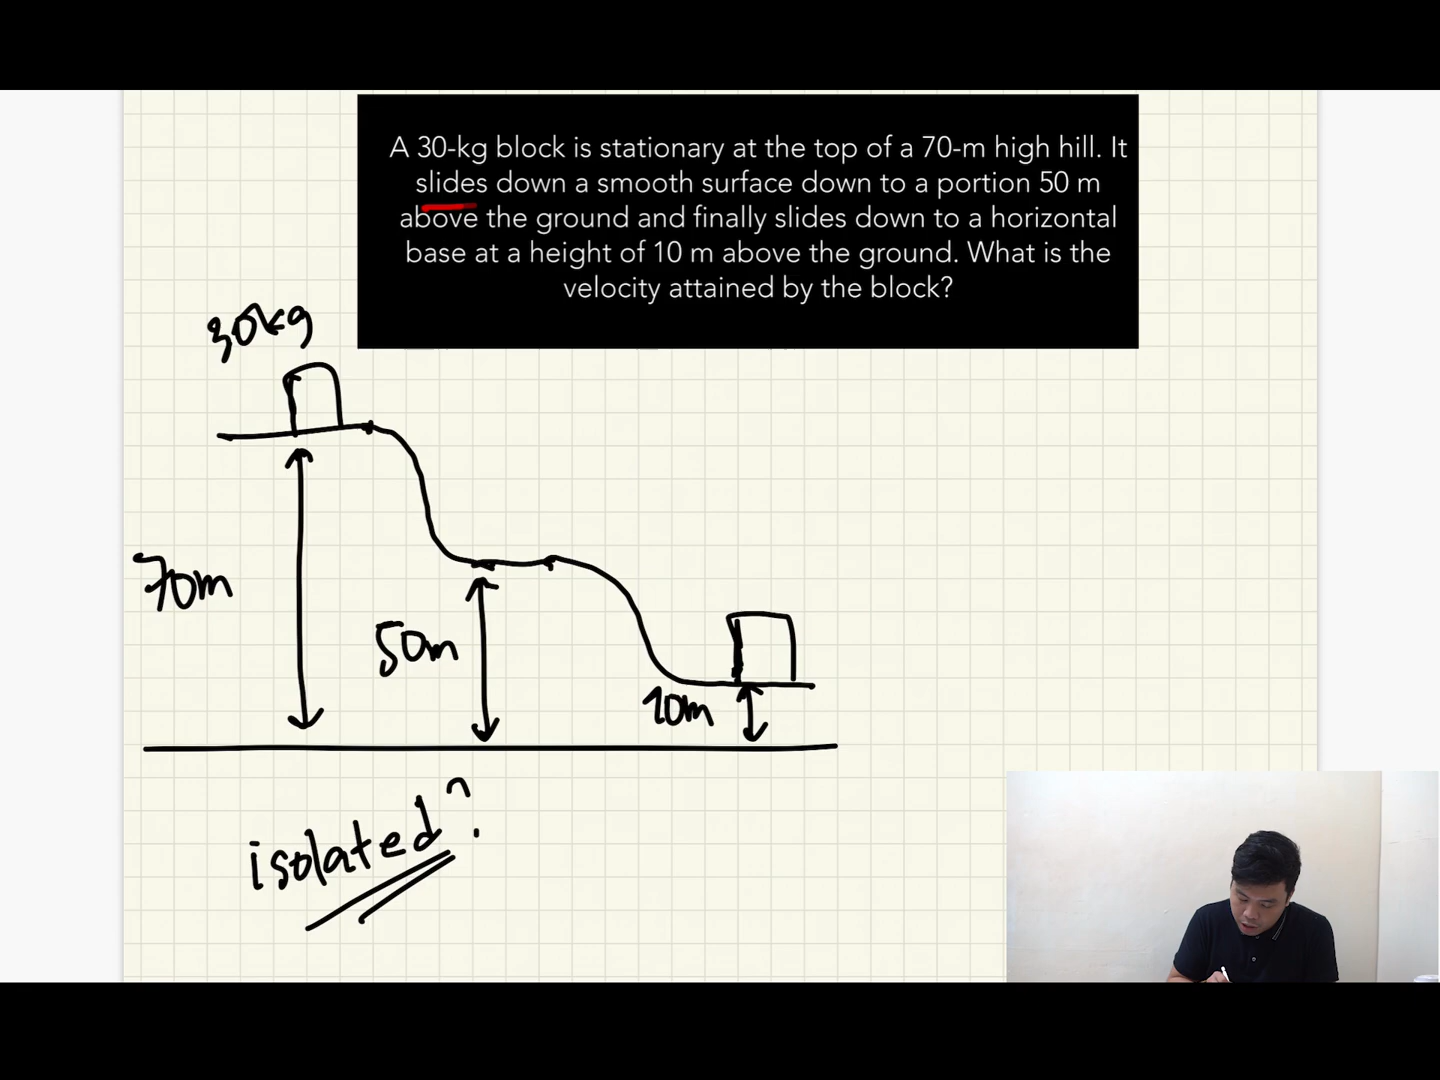 A 30-kg block is stationary at the top of a 70-m high hill. It
slides down a smooth surface down to a portion 50 m
above the ground and finally slides down to a horizontal
base at a height of 10 m above the ground. What is the
velocity attained by the block?
30kg
70m
50m
10m
isolated?